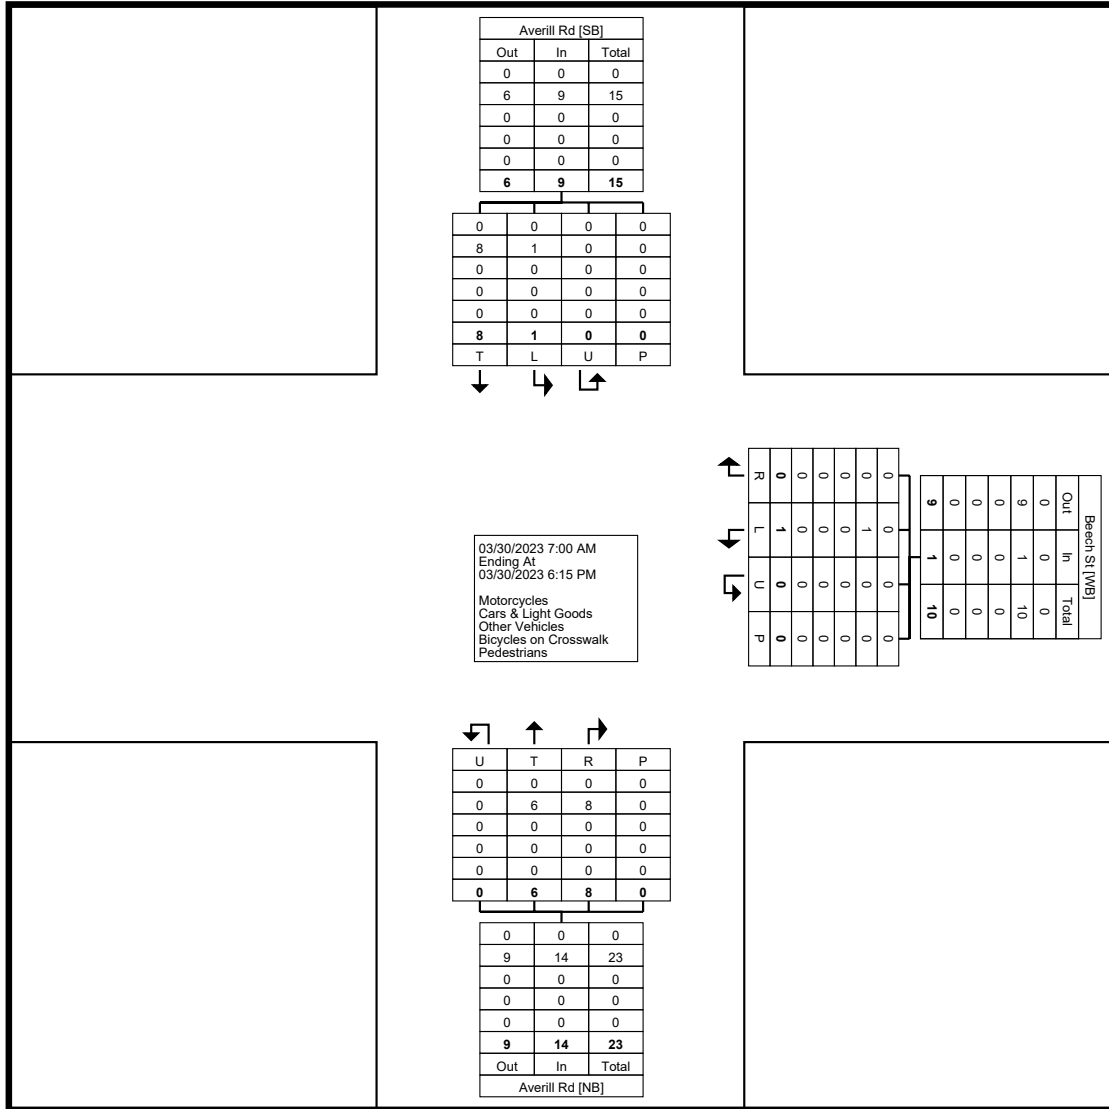 Averill Rd [SB]
Out In Total
0 0 0
6 9 15
0 0 0
0 0 0
0 0 0
6 9 15
0 0 0 0
8 1 0 0
0 0 0 0
0 0 0 0
0 0 0 0
8 1 0 0
T L U P
Beech St [WB]
Out In Total
0 0 0
9 1 10
0 0 0
0 0 0
0 0 0
9 1 10
0 0 0 0
0 1 0 0
0 0 0 0
0 0 0 0
0 0 0 0
0 1 0 0
R L U P
03/30/2023 7:00 AM
Ending At
03/30/2023 6:15 PM
Motorcycles
Cars & Light Goods
Other Vehicles
Bicycles on Crosswalk
Pedestrians
U T R P
0 0 0 0
0 6 8 0
0 0 0 0
0 0 0 0
0 0 0 0
0 6 8 0
0 0 0
9 14 23
0 0 0
0 0 0
0 0 0
9 14 23
Out In Total
Averill Rd [NB]